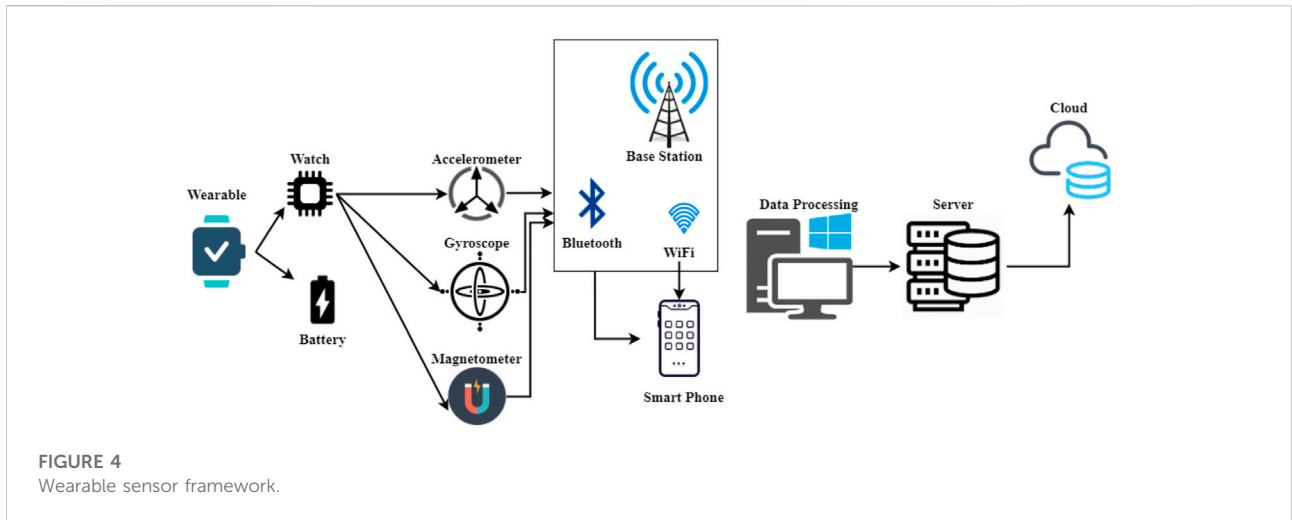 Wearable
Watch
Battery
Accelerometer
Gyroscope
Magnetometer
Base Station
Bluetooth
WiFi
Smart Phone
Data Processing
Server
Cloud
FIGURE 4
Wearable sensor framework.